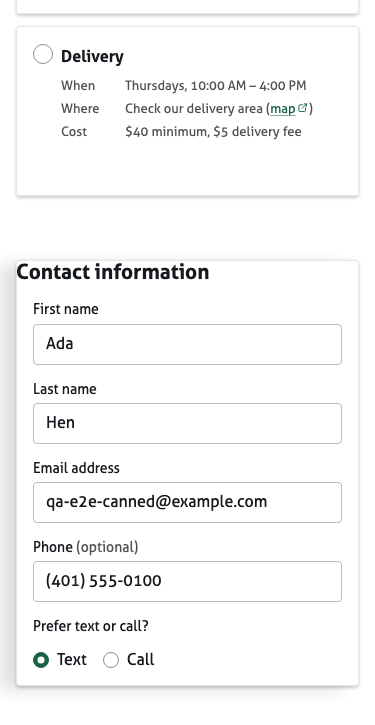 Delivery
When Thursdays, 10:00 AM – 4:00 PM
Where Check our delivery area (map)
Cost $40 minimum, $5 delivery fee
Contact information
First name
Ada
Last name
Hen
Email address
qa-e2e-canned@example.com
Phone (optional)
(401) 555-0100
Prefer text or call?
Text Call